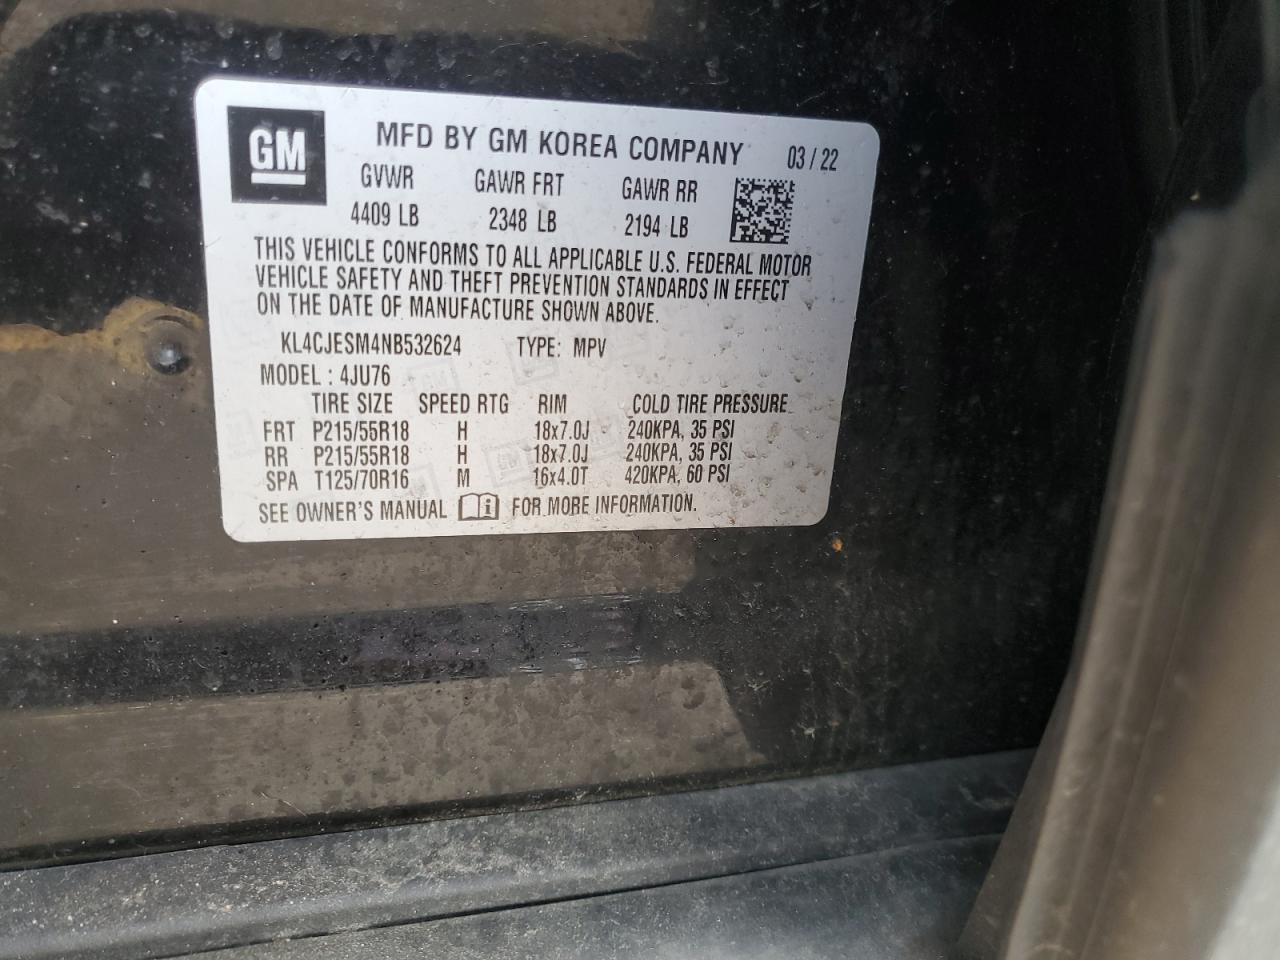 GM MFD BY GM KOREA COMPANY 03 / 22
GVWR GAWR FRT GAWR RR
4409 LB 2348 LB 2194 LB
THIS VEHICLE CONFORMS TO ALL APPLICABLE U.S. FEDERAL MOTOR
VEHICLE SAFETY AND THEFT PREVENTION STANDARDS IN EFFECT
ON THE DATE OF MANUFACTURE SHOWN ABOVE.
KL4CJESM4NB532624 TYPE: MPV
MODEL : 4JU76
TIRE SIZE SPEED RTG RIM COLD TIRE PRESSURE
FRT P215/55R18 H 18x7.0J 240KPA, 35 PSI
RR P215/55R18 H 18x7.0J 240KPA, 35 PSI
SPA T125/70R16 M 16x4.0T 420KPA, 60 PSI
SEE OWNER'S MANUAL i FOR MORE INFORMATION.